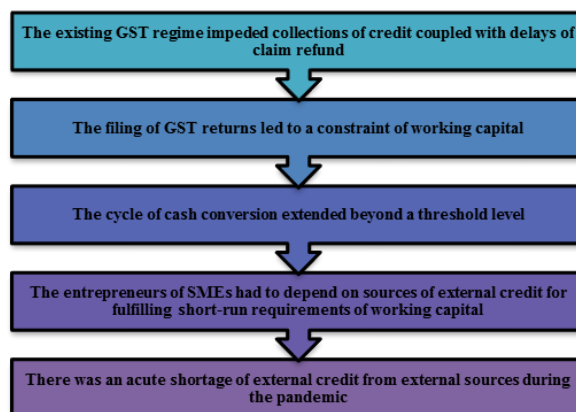 The existing GST regime impeded collections of credit coupled with delays of
claim refund
The filing of GST returns led to a constraint of working capital
The cycle of cash conversion extended beyond a threshold level
The entrepreneurs of SMEs had to depend on sources of external credit for
fulfilling short-run requirements of working capital
There was an acute shortage of external credit from external sources during
the pandemic